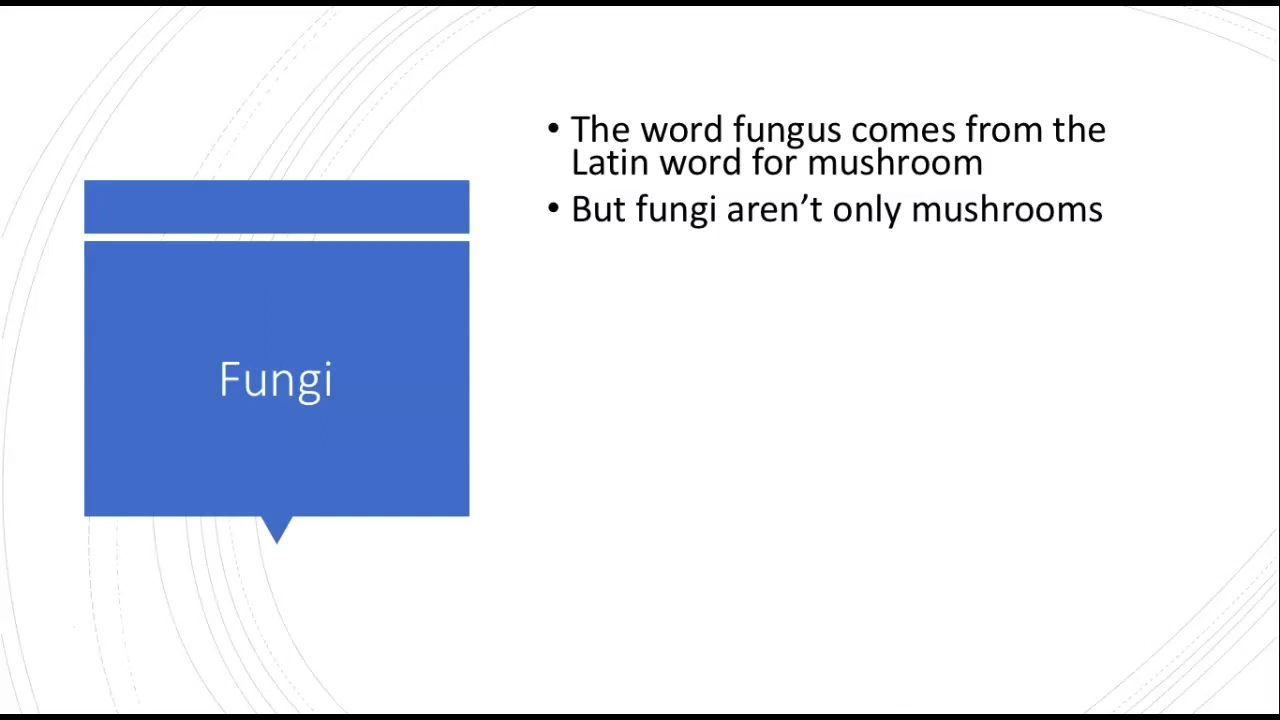 Fungi
• The word fungus comes from the
Latin word for mushroom
• But fungi aren’t only mushrooms